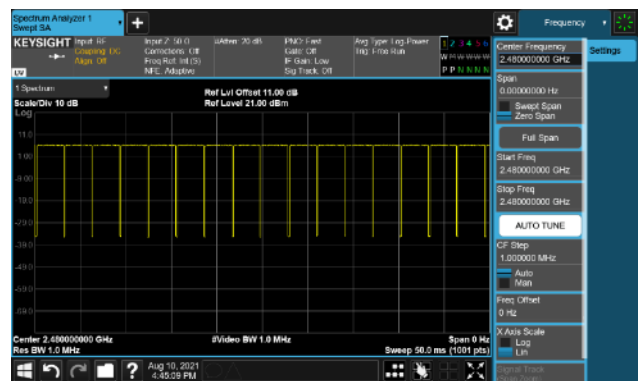 Spectrum Analyzer 1
Swept SA
Frequency
KEYSIGHT
Input: RF
Coupling: DC
Align: Off
Input Z: 50 Ω
Corrections: Off
Freq Ref: Int (S)
NFE: Adaptive
#Atten: 20 dB
PNO: Fast
Gate: Off
IF Gain: Low
Sig Track: Off
Avg Type: Log-Power
Trig: Free Run
1 2 3 4 5 6
W W W W W W
P P N N N N
LV
Center Frequency
2.480000000 GHz
Settings
Span
0.00000000 Hz
Swept Span
Zero Span
Full Span
Start Freq
2.480000000 GHz
Stop Freq
2.480000000 GHz
AUTO TUNE
CF Step
1.000000 MHz
Auto
Man
Freq Offset
0 Hz
X Axis Scale
Log
Lin
Signal Track
(Span Zoom)
1 Spectrum
Scale/Div 10 dB
Log
Ref Lvl Offset 11.00 dB
Ref Level 21.00 dBm
11.0
1.00
-9.00
-19.0
-29.0
-39.0
-49.0
-59.0
-69.0
Center 2.480000000 GHz
Res BW 1.0 MHz
#Video BW 1.0 MHz
Span 0 Hz
Sweep 50.0 ms (1001 pts)
?
Aug 10, 2021
4:45:09 PM